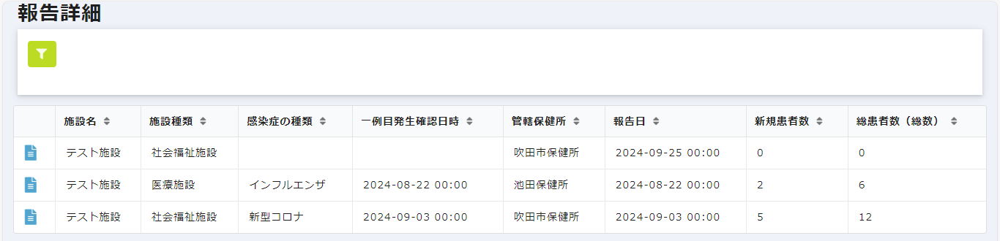 報告詳細
施設名 施設種類 感染症の種類 一例目発生確認日時 管轄保健所 報告日 新規患者数 総患者数（総数）
テスト施設 社会福祉施設 吹田市保健所 2024-09-25 00:00 0 0
テスト施設 医療施設 インフルエンザ 2024-08-22 00:00 池田保健所 2024-08-22 00:00 2 6
テスト施設 社会福祉施設 新型コロナ 2024-09-03 00:00 吹田市保健所 2024-09-03 00:00 5 12